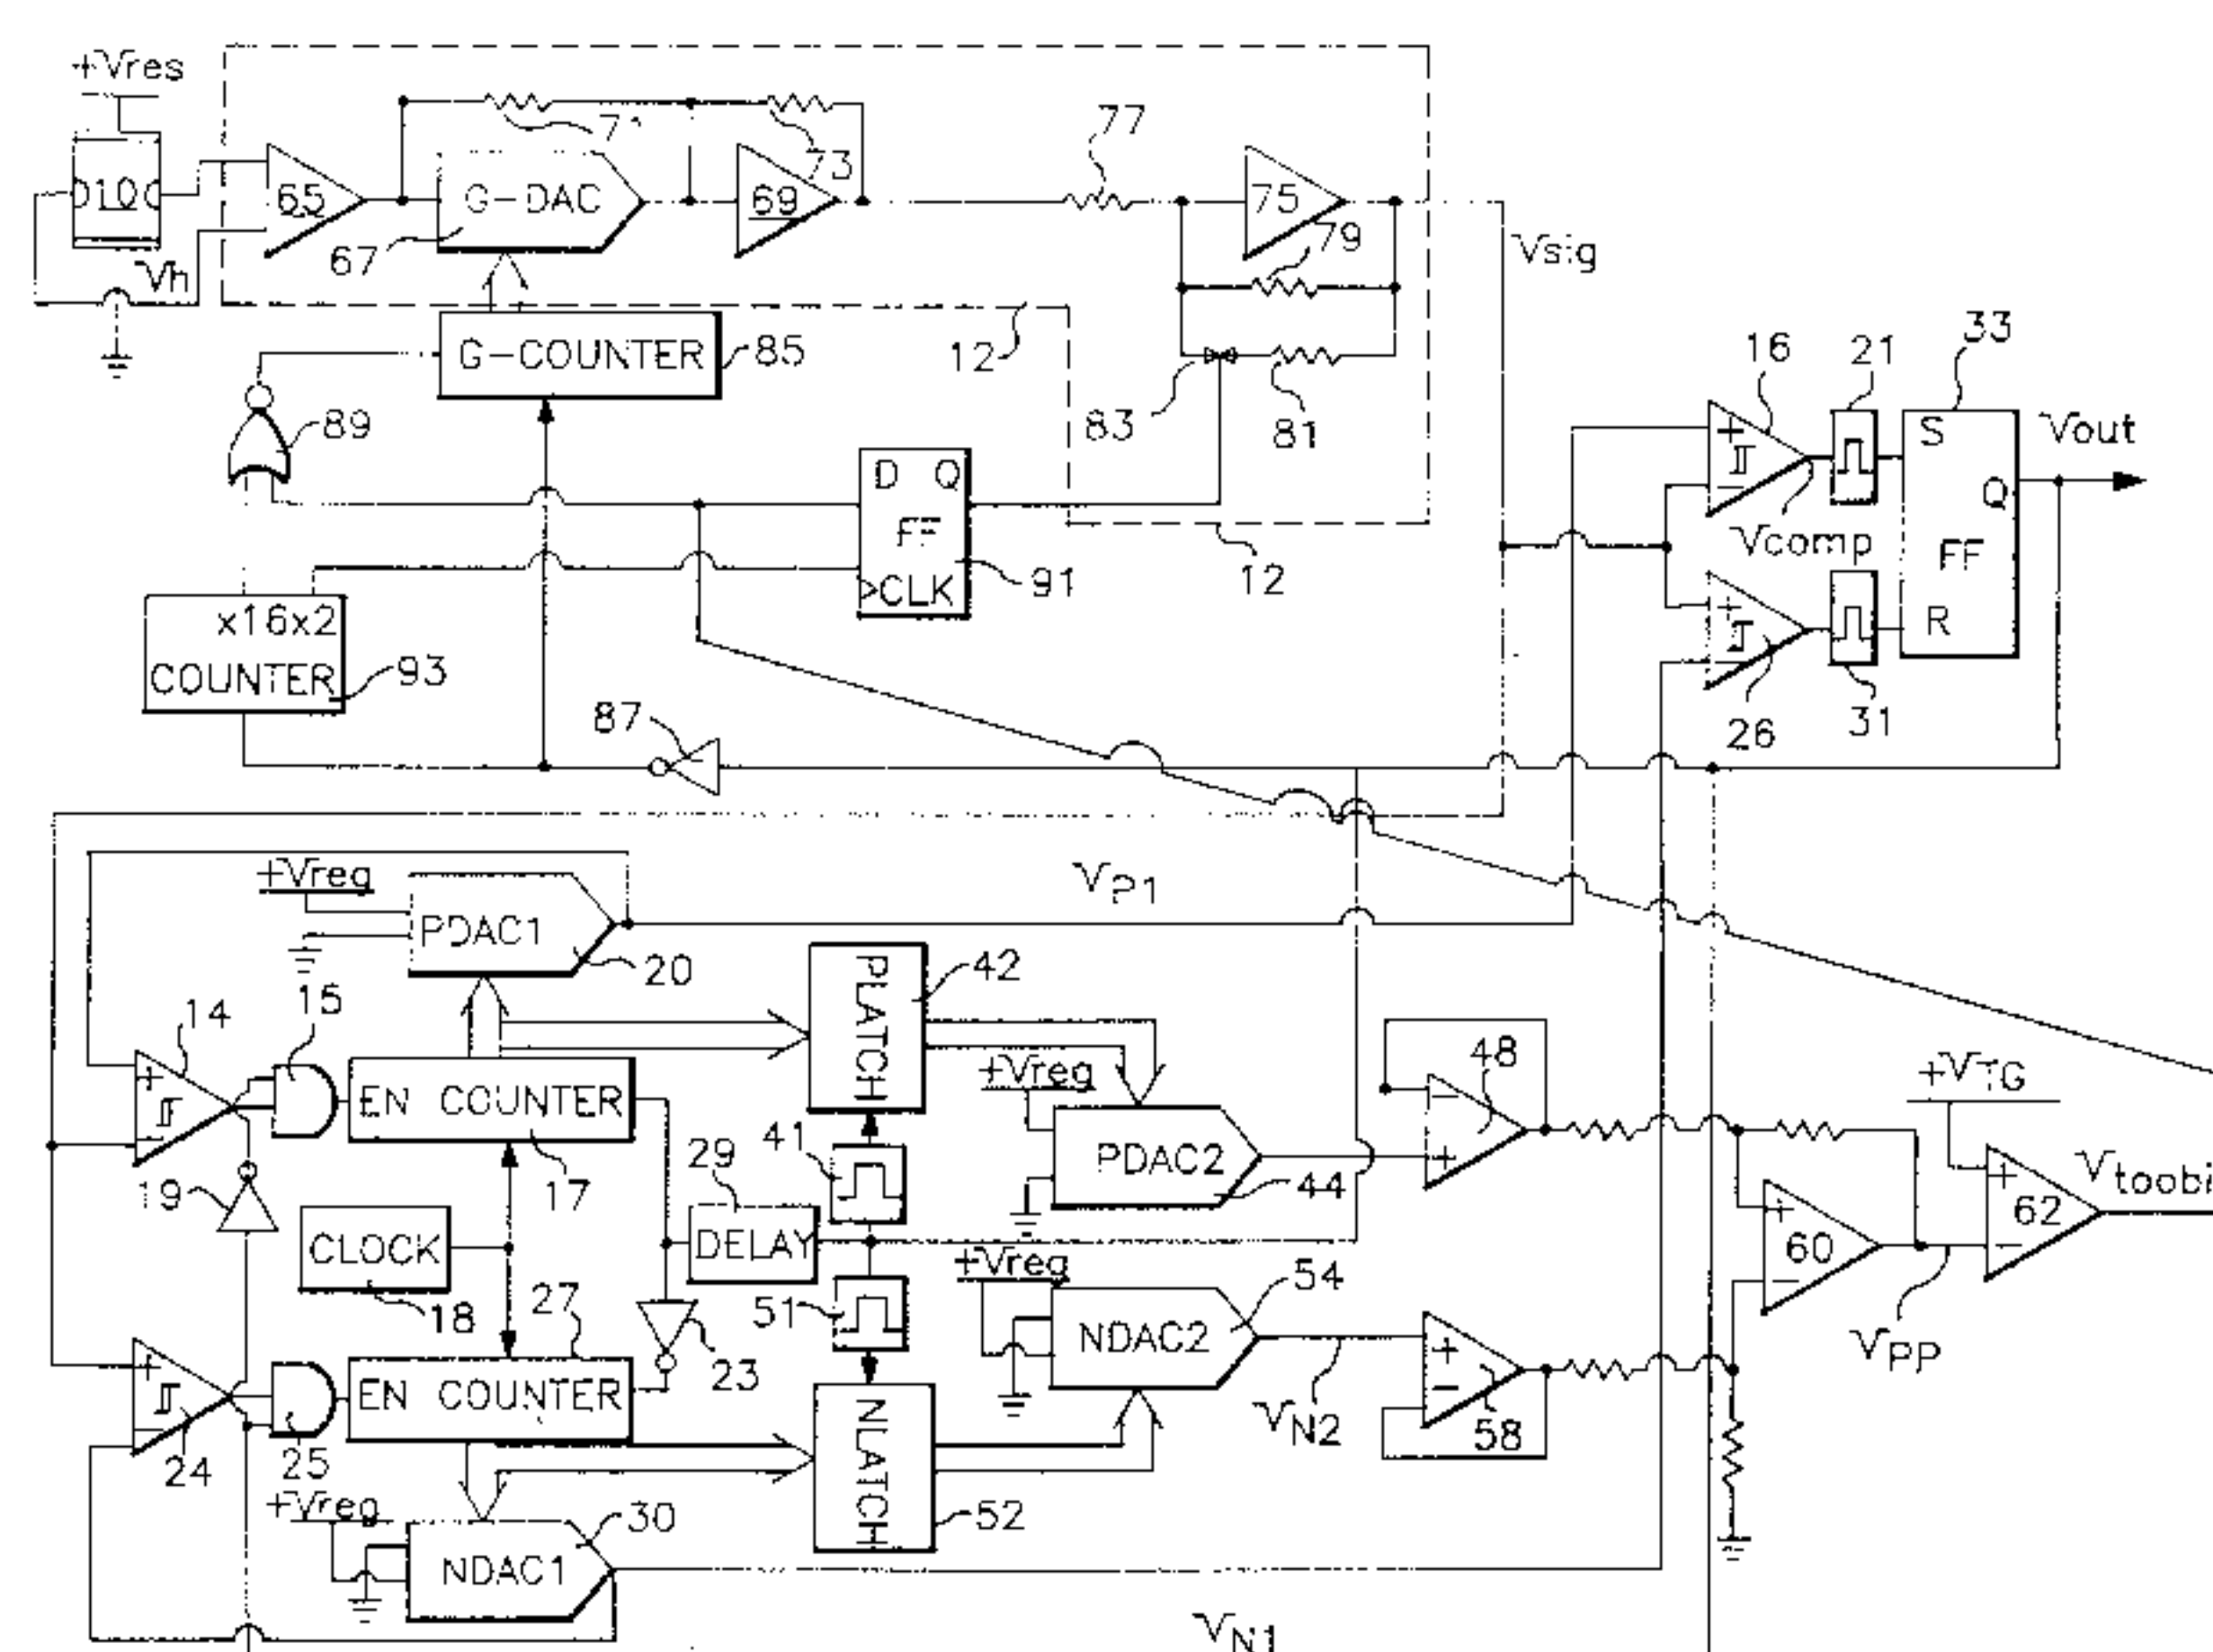 +Vres
71
77
10
65
G-DAC
69
73
75
79
Vsig
Vh
67
G-COUNTER
85
12
83
81
16
21
33
89
D Q
FF
>CLK
91
12
+
−
Vcomp
S
Q
FF
R
Vout
+
26
31
x16x2
COUNTER
93
87
+Vreg
PDAC1
20
VP1
14
15
+
−
EN COUNTER
17
PLATCH
42
+Vreg
PDAC2
44
−
+
48
+VTG
19
CLOCK
18
29
DELAY
41
51
23
+
60
−
+
62
−
Vtoobi
VPP
27
+
−
24
25
EN COUNTER
NLATCH
52
+Vreg
NDAC2
54
VN2
+
−
58
+Vreg
NDAC1
30
VN1